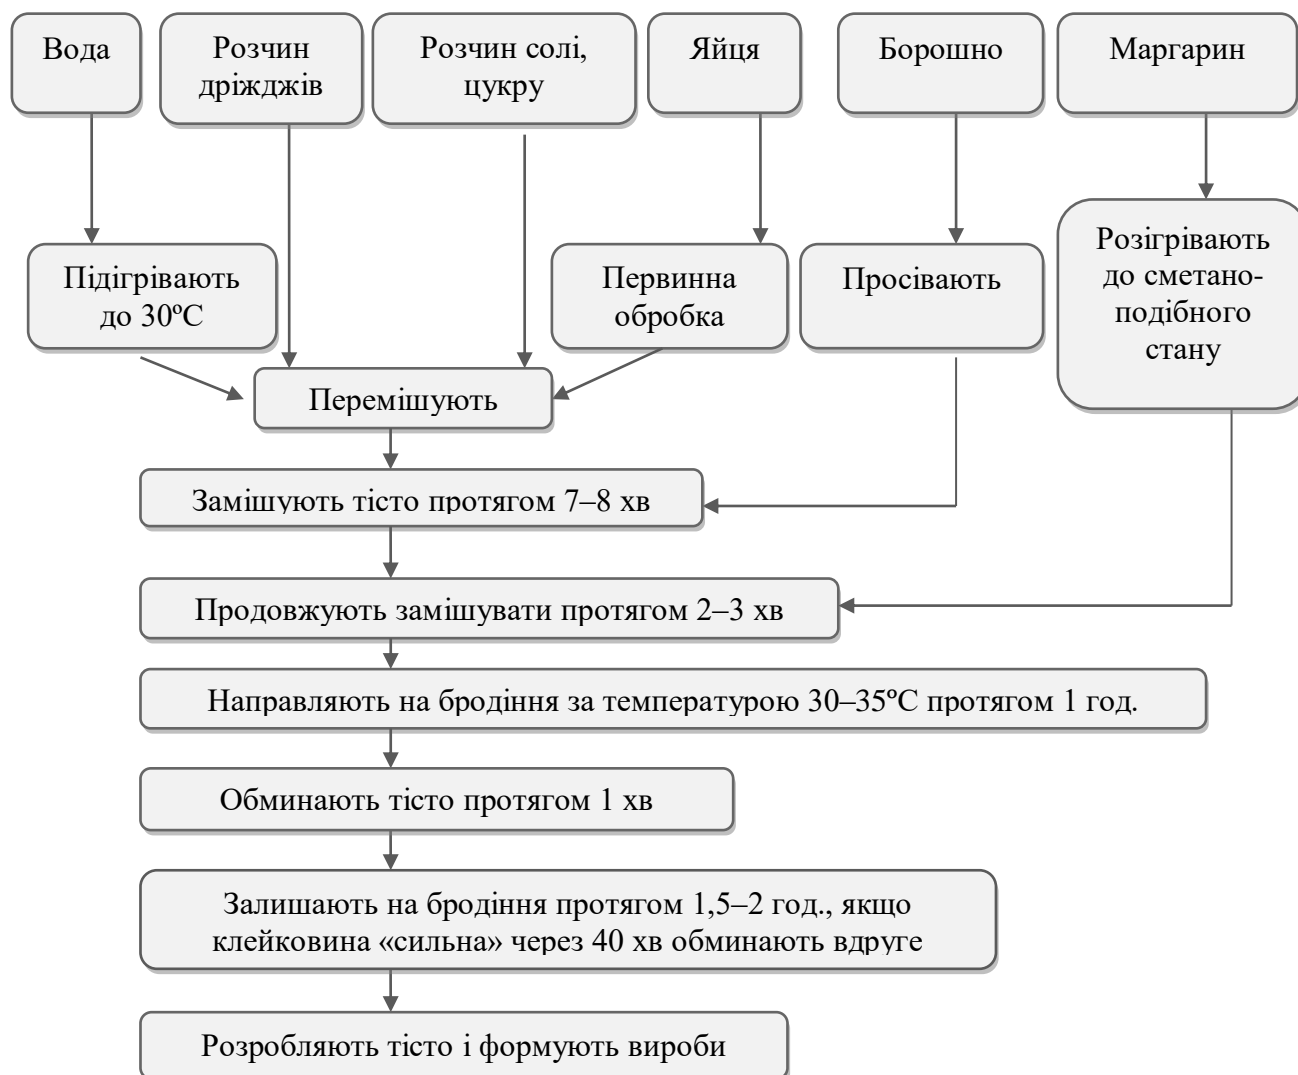 Вода
Розчин
дріжджів
Розчин солі,
цукру
Яйця
Борошно
Маргарин
Підігрівають
до 30ºС
Первинна
обробка
Просівають
Розігрівають
до сметано-
подібного
стану
Перемішують
Замішують тісто протягом 7–8 хв
Продовжують замішувати протягом 2–3 хв
Направляють на бродіння за температурою 30–35ºС протягом 1 год.
Обминають тісто протягом 1 хв
Залишають на бродіння протягом 1,5–2 год., якщо
клейковина «сильна» через 40 хв обминають вдруге
Розробляють тісто і формують вироби